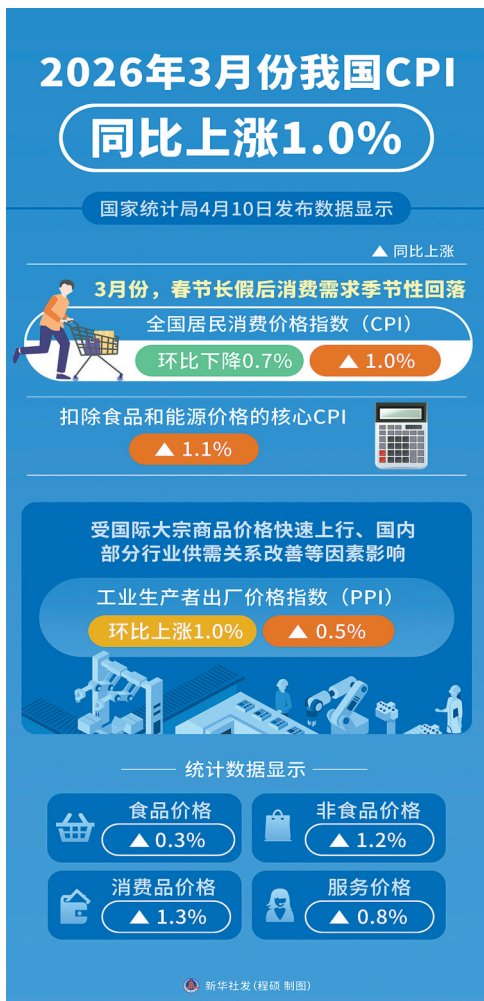 2026年3月份我国CPI
同比上涨1.0%
国家统计局4月10日发布数据显示
▲ 同比上涨
3月份，春节长假后消费需求季节性回落
全国居民消费价格指数（CPI）
环比下降0.7%
▲ 1.0%
扣除食品和能源价格的核心CPI
▲ 1.1%
受国际大宗商品价格快速上行、国内
部分行业供需关系改善等因素影响
工业生产者出厂价格指数（PPI）
环比上涨1.0%
▲ 0.5%
统计数据显示
食品价格
▲ 0.3%
非食品价格
▲ 1.2%
消费品价格
▲ 1.3%
服务价格
▲ 0.8%
新华社发（程硕 制图）